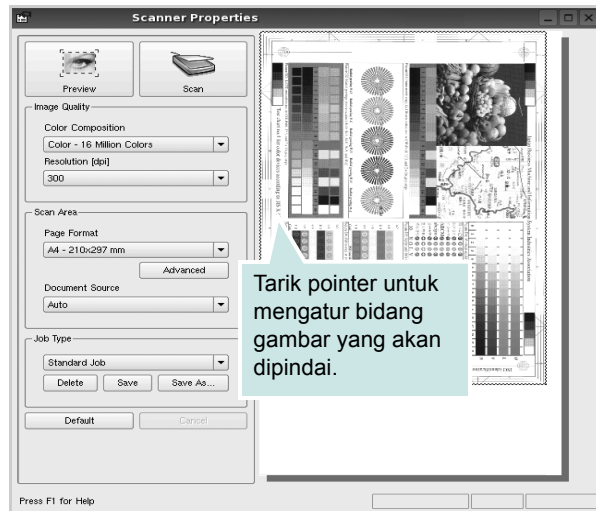 Scanner Properties
Preview
Scan
Image Quality
Color Composition
Color - 16 Million Colors
Resolution [dpi]
300
Scan Area
Page Format
A4 - 210x297 mm
Advanced
Document Source
Auto
Job Type
Standard Job
Delete
Save
Save As...
Default
Cancel
Tarik pointer untuk
mengatur bidang
gambar yang akan
dipindai.
Press F1 for Help